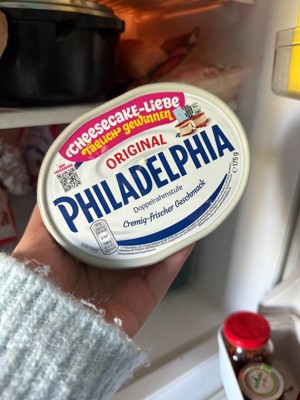 CHEESECAKE-LIEBE
TÄGLICH gewinnen
ORIGINAL
PHILADELPHIA
Doppelrahmstufe
Cremig-frischer Geschmack
℮175 g